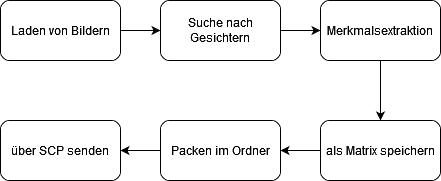 Laden von Bildern
Suche nach
Gesichtern
Merkmalsextraktion
als Matrix speichern
Packen im Ordner
über SCP senden